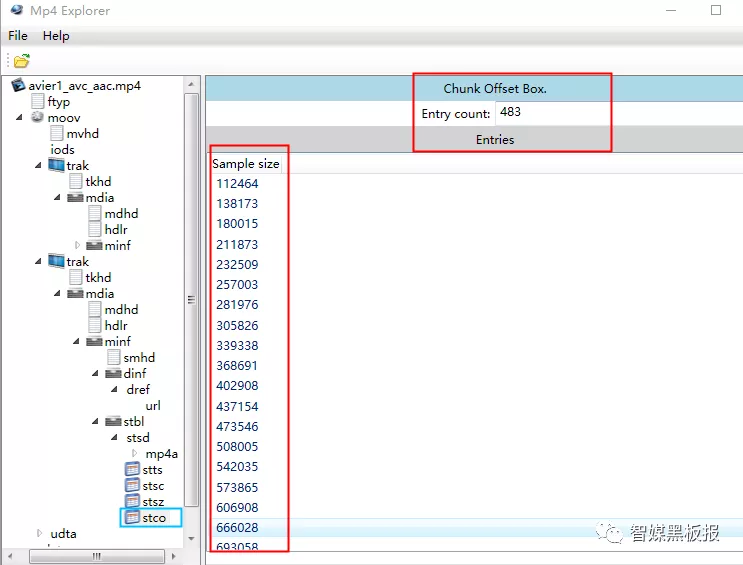 Mp4 Explorer
File Help
avier1_avc_aac.mp4
ftyp
moov
mvhd
iods
trak
tkhd
mdia
mdhd
hdlr
minf
trak
tkhd
mdia
mdhd
hdlr
minf
smhd
dinf
dref
url
stbl
stsd
mp4a
stts
stsc
stsz
stco
udta
Chunk Offset Box.
Entry count: 483
Entries
Sample size
112464
138173
180015
211873
232509
257003
281976
305826
339338
368691
402908
437154
473546
508005
542035
573865
606908
666028
693058
智媒黑板报